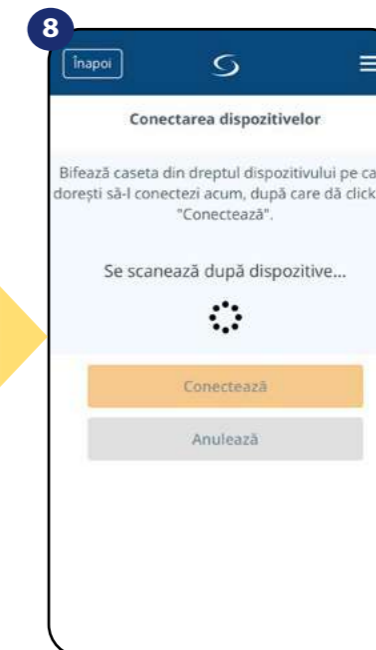 8
Înapoi
Conectarea dispozitivelor
Bifează caseta din dreptul dispozitivului pe ca
dorești să-l conectezi acum, după care dă click
"Conectează".
Se scanează după dispozitive...
Conectează
Anulează